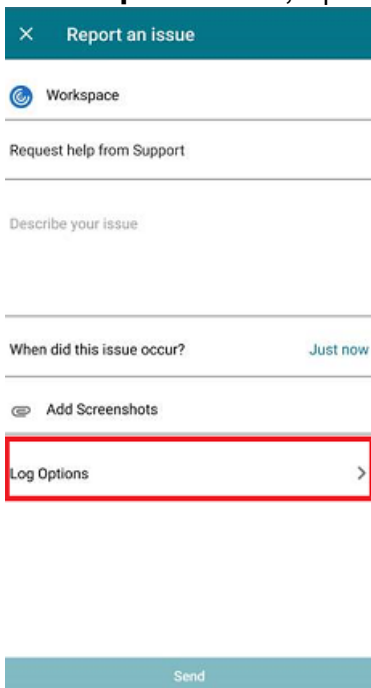 Report an issue
Workspace
Request help from Support
Describe your issue
When did this issue occur? Just now
Add Screenshots
Log Options
Send